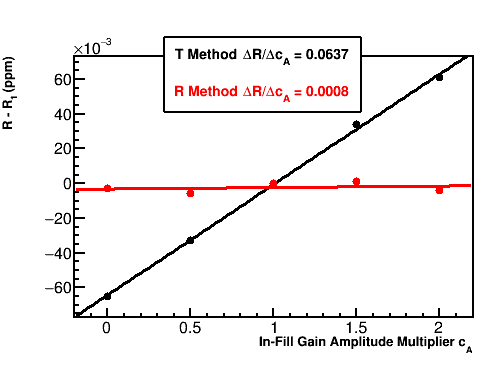 ×10⁻³
T Method ΔR/Δc_A = 0.0637
R Method ΔR/Δc_A = 0.0008
R - R₁ (ppm)
60
40
20
0
−20
−40
−60
0 0.5 1 1.5 2
In-Fill Gain Amplitude Multiplier c_A